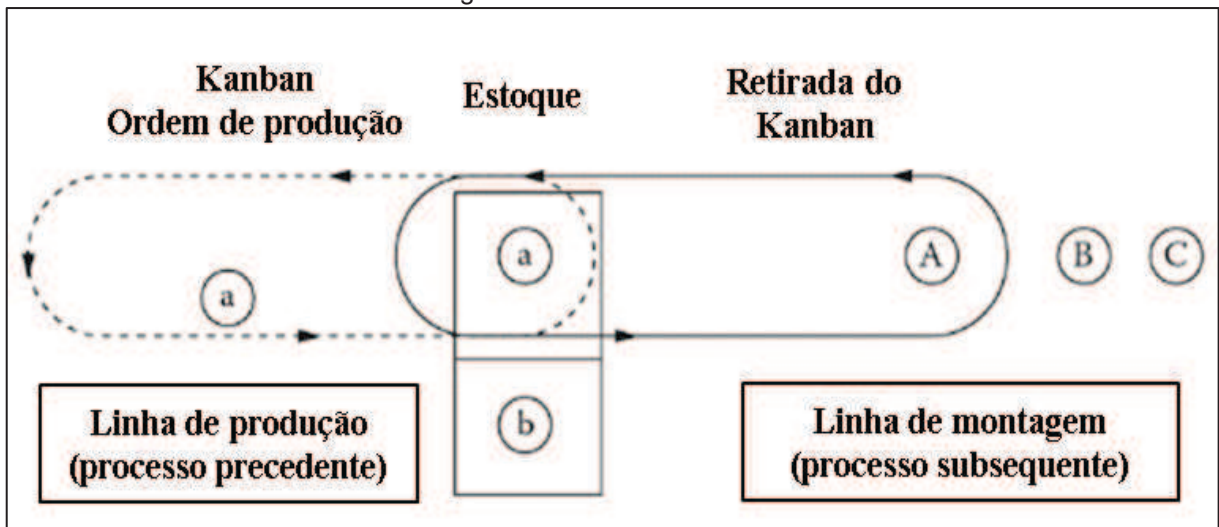 Kanban
Ordem de produção
Estoque
Retirada do
Kanban
a
a
A
B
C
b
Linha de produção
(processo precedente)
Linha de montagem
(processo subsequente)